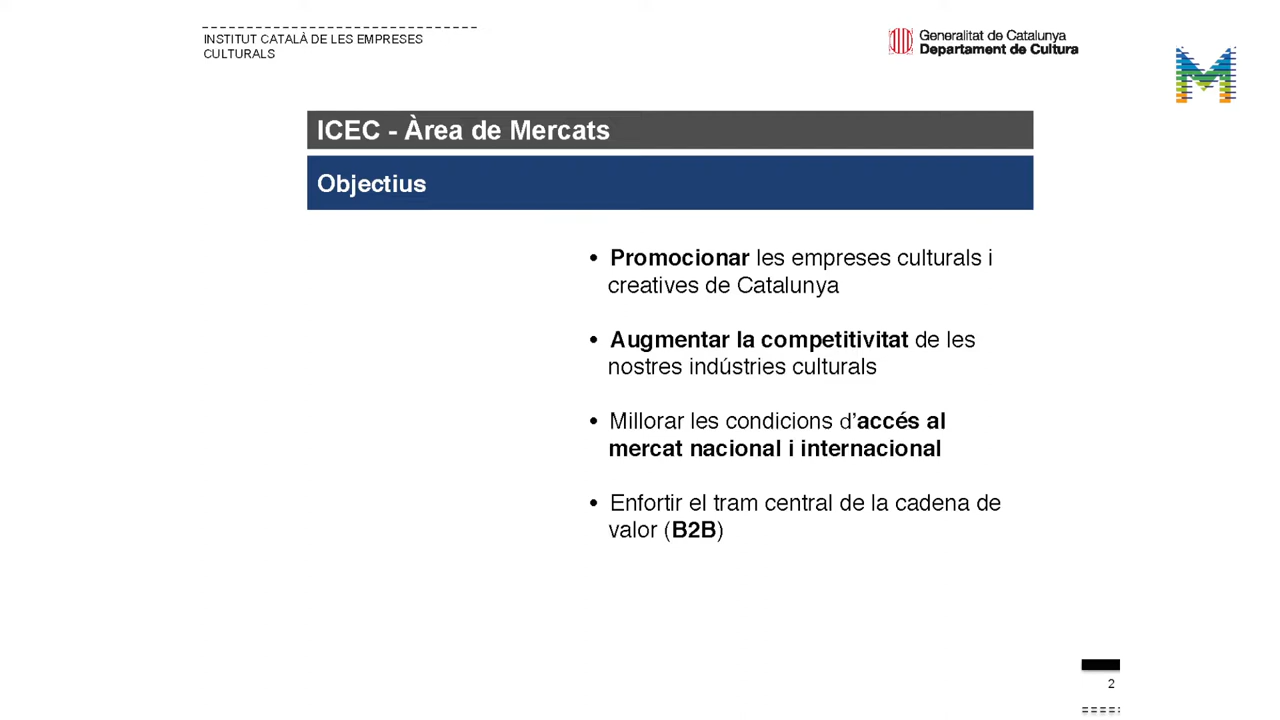 INSTITUT CATALÀ DE LES EMPRESES
CULTURALS
Generalitat de Catalunya
Departament de Cultura
M
ICEC - Àrea de Mercats
Objectius
• Promocionar les empreses culturals i
creatives de Catalunya
• Augmentar la competitivitat de les
nostres indústries culturals
• Millorar les condicions d’accés al
mercat nacional i internacional
• Enfortir el tram central de la cadena de
valor (B2B)
2